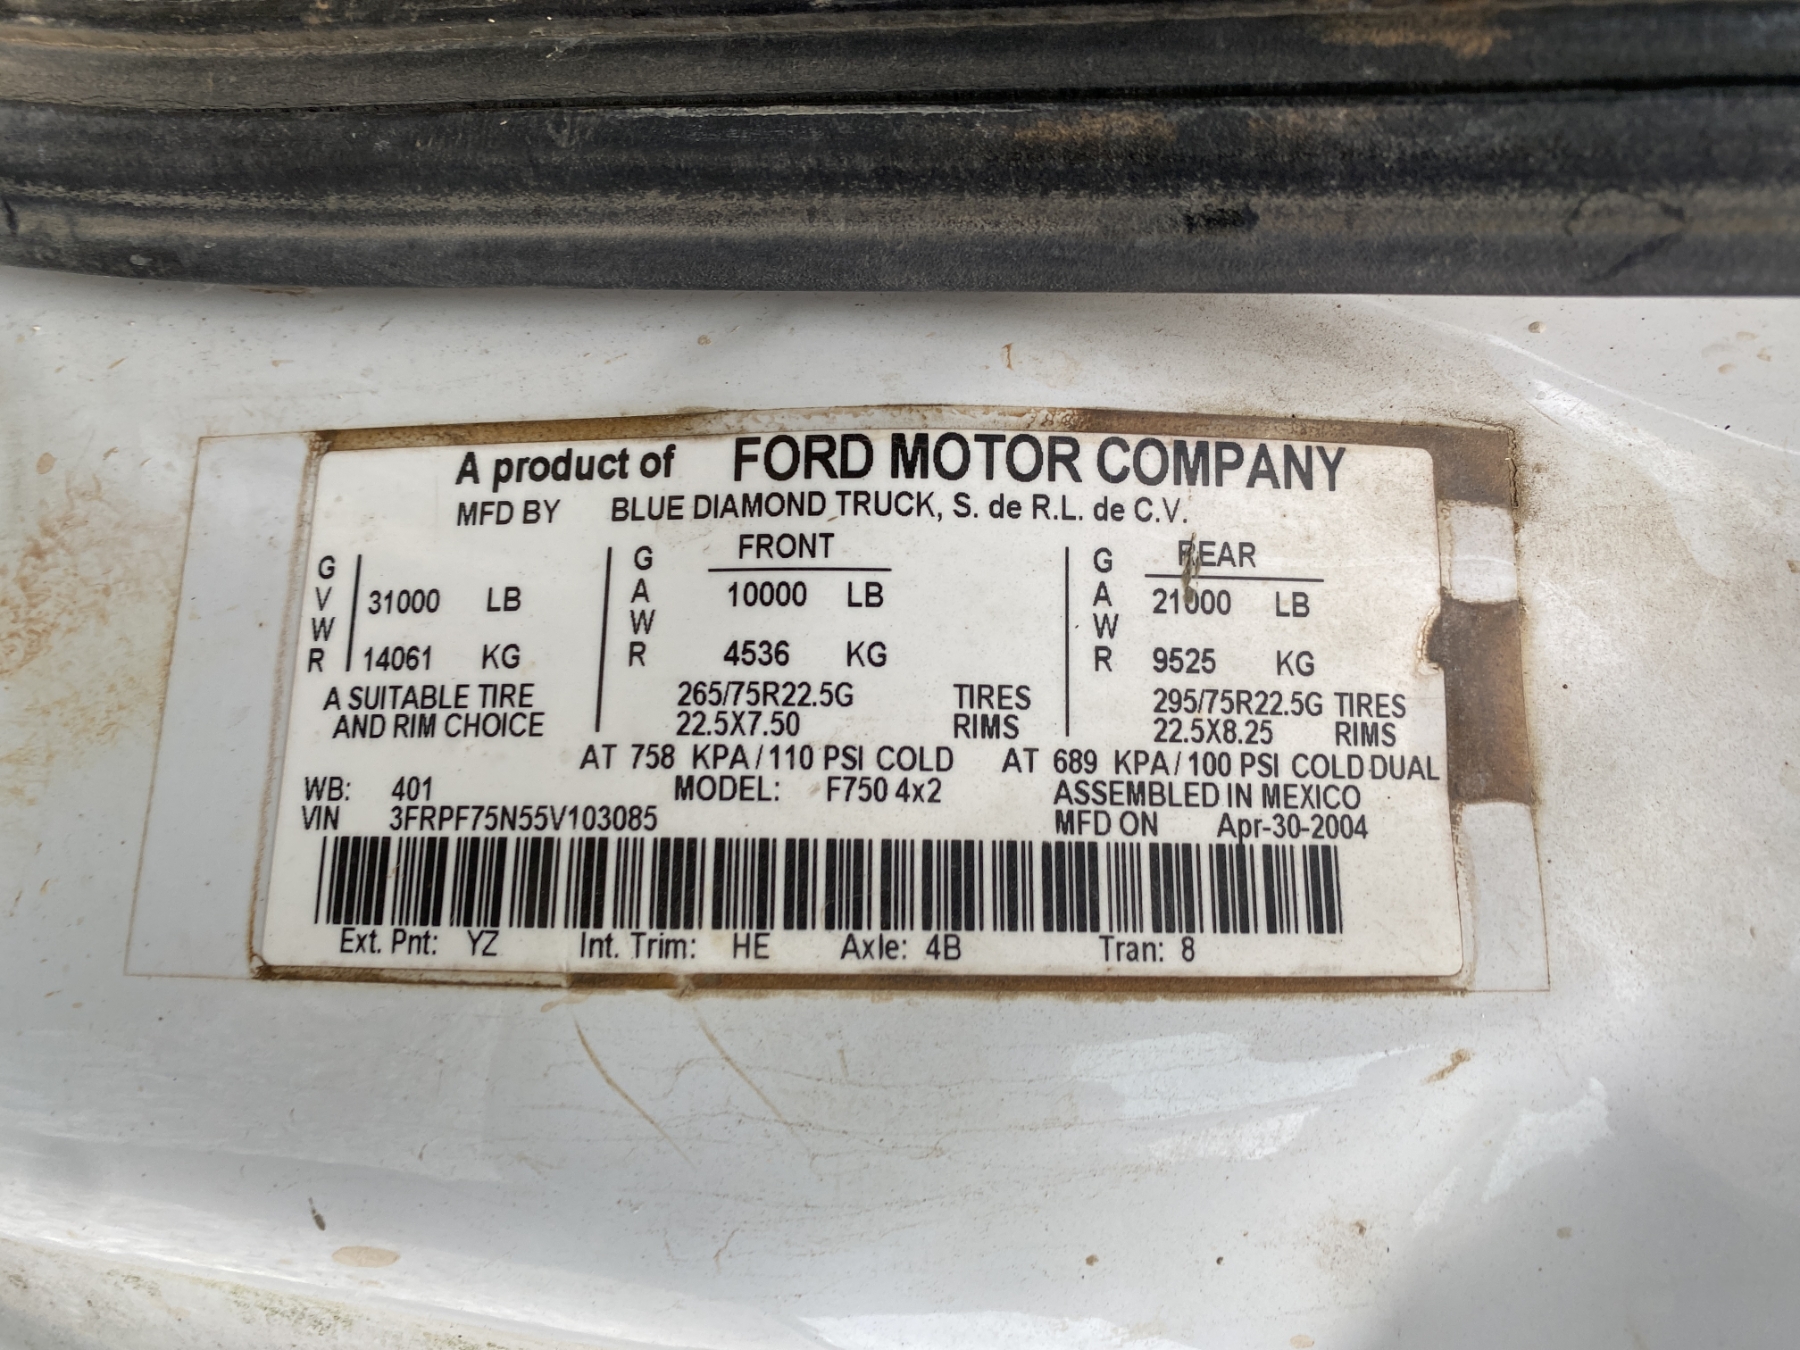 A product of FORD MOTOR COMPANY
MFD BY BLUE DIAMOND TRUCK, S. de R.L. de C.V.
GVWR 31000 LB 14061 KG
GAWR FRONT 10000 LB 4536 KG
GAWR REAR 21000 LB 9525 KG
A SUITABLE TIRE 265/75R22.5G TIRES 295/75R22.5G TIRES
AND RIM CHOICE 22.5X7.50 RIMS 22.5X8.25 RIMS
AT 758 KPA/110 PSI COLD AT 689 KPA/100 PSI COLD DUAL
WB: 401 MODEL: F750 4x2 ASSEMBLED IN MEXICO
VIN 3FRPF75N55V103085 MFD ON Apr-30-2004
Ext. Pnt: YZ Int. Trim: HE Axle: 4B Tran: 8